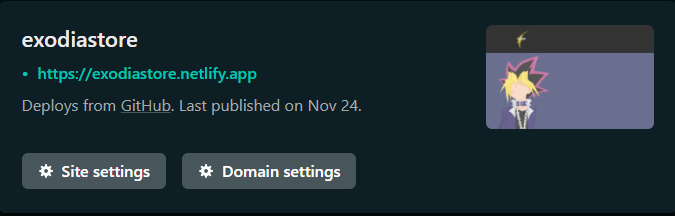 exodiastore
• https://exodiastore.netlify.app
Deploys from GitHub. Last published on Nov 24.
Site settings
Domain settings